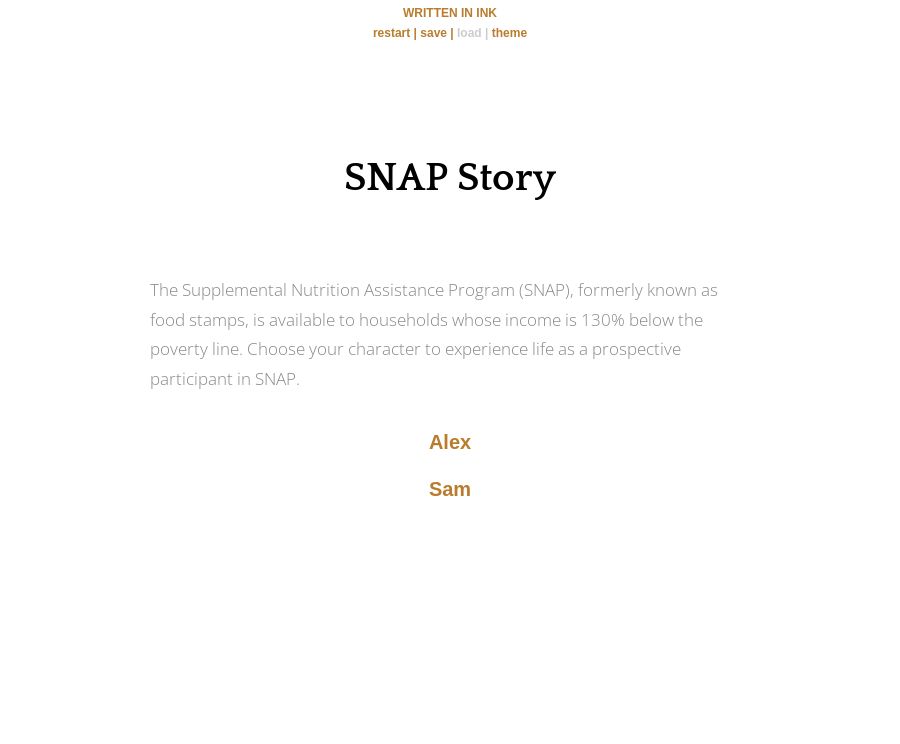 WRITTEN IN INK
restart | save | load | theme
SNAP Story
The Supplemental Nutrition Assistance Program (SNAP), formerly known as
food stamps, is available to households whose income is 130% below the
poverty line. Choose your character to experience life as a prospective
participant in SNAP.
Alex
Sam